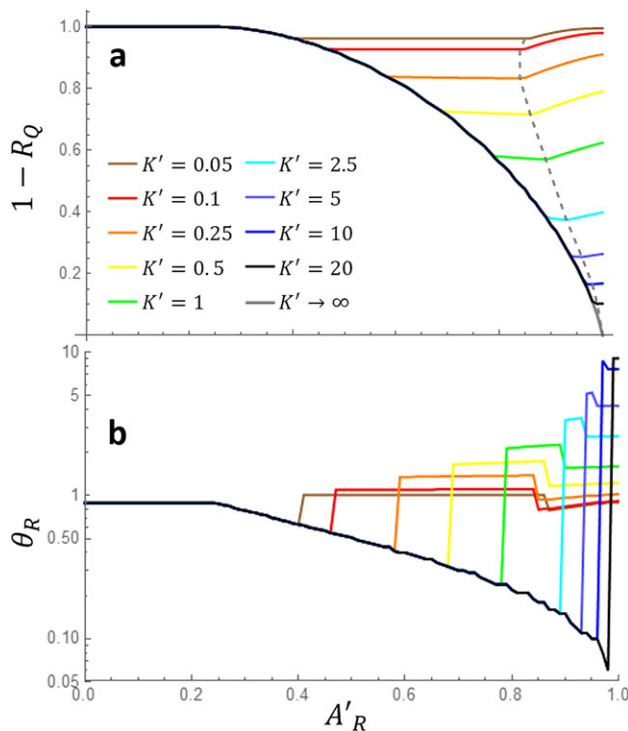 1.0
a
0.8
0.6
0.4
0.2
1 − R_Q
K′ = 0.05 K′ = 2.5
K′ = 0.1 K′ = 5
K′ = 0.25 K′ = 10
K′ = 0.5 K′ = 20
K′ = 1 K′ → ∞
10
b
5
1
0.50
0.10
0.05
θ_R
0.0 0.2 0.4 0.6 0.8 1.0
A′_R